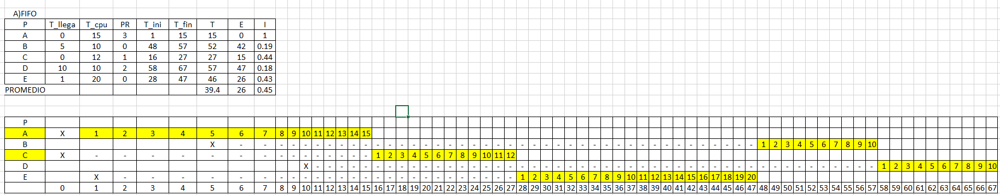 A)FIFO
P T_llega T_cpu PR T_ini T_fin T E I
A 0 15 3 1 15 15 0 1
B 5 10 0 48 57 52 42 0.19
C 0 12 1 16 27 27 15 0.44
D 10 10 2 58 67 57 47 0.18
E 1 20 0 28 47 46 26 0.43
PROMEDIO 39.4 26 0.45
P
A X 1 2 3 4 5 6 7 8 9 10 11 12 13 14 15
B X - - - - - - - - - - - - - - - - - - - - - - - - - - - - - - - - - - - - - - - - - - 1 2 3 4 5 6 7 8 9 10
C X - - - - - - - - - - - - - - - 1 2 3 4 5 6 7 8 9 10 11 12
D X - - - - - - - - - - - - - - - - - - - - - - - - - - - - - - - - - - - - - - - - - - - - - - - 1 2 3 4 5 6 7 8 9 10
E X - - - - - - - - - - - - - - - - - - - - - - - - - - 1 2 3 4 5 6 7 8 9 10 11 12 13 14 15 16 17 18 19 20
0 1 2 3 4 5 6 7 8 9 10 11 12 13 14 15 16 17 18 19 20 21 22 23 24 25 26 27 28 29 30 31 32 33 34 35 36 37 38 39 40 41 42 43 44 45 46 47 48 49 50 51 52 53 54 55 56 57 58 59 60 61 62 63 64 65 66 67